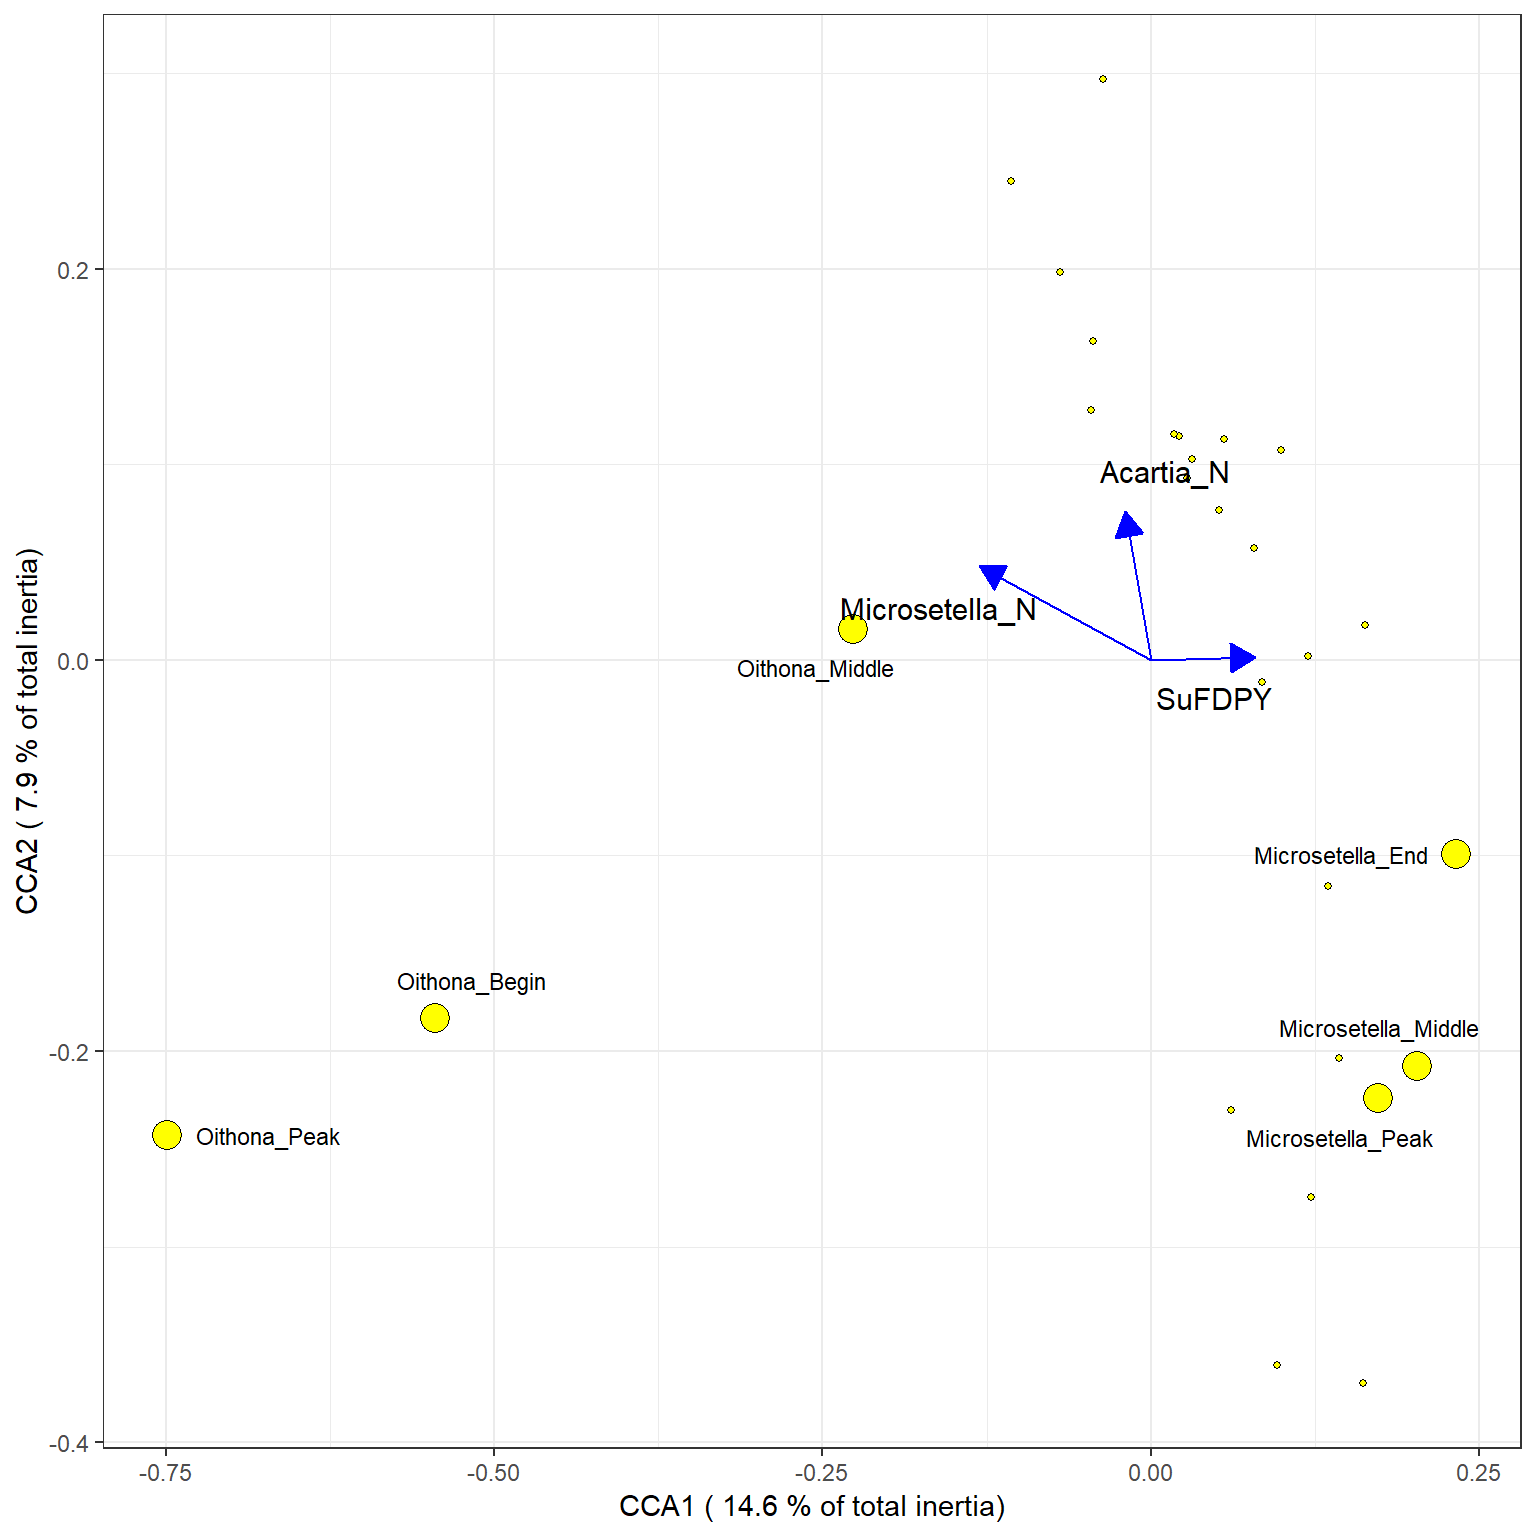 0.2
0.0
-0.2
-0.4
CCA2 ( 7.9 % of total inertia)
Acartia_N
Microsetella_N
Oithona_Middle
SuFDPY
Microsetella_End
Oithona_Begin
Microsetella_Middle
Oithona_Peak
Microsetella_Peak
-0.75
-0.50
-0.25
0.00
0.25
CCA1 ( 14.6 % of total inertia)